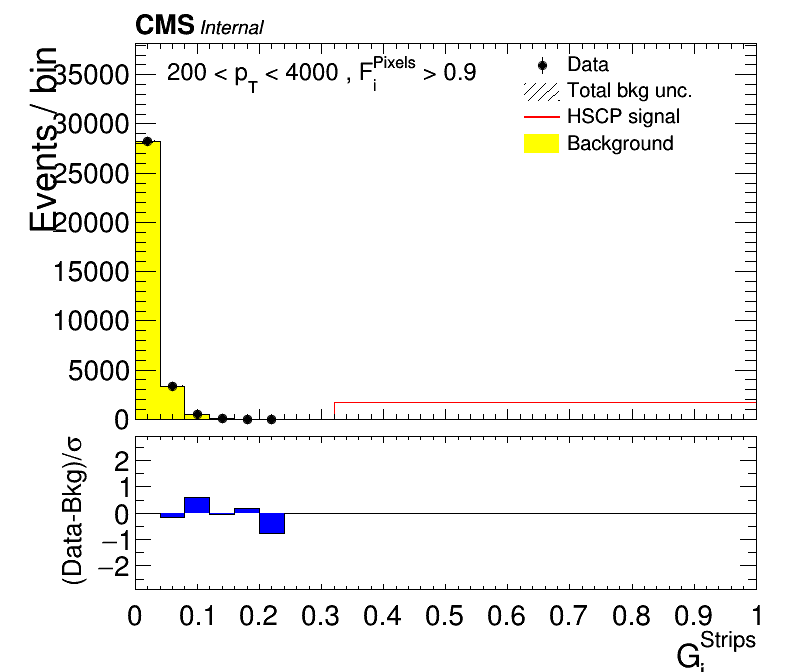 CMS Internal
200 < p_T < 4000 , F_i^Pixels > 0.9
Data
Total bkg unc.
HSCP signal
Background
Events / bin
35000
30000
25000
20000
15000
10000
5000
0
(Data-Bkg)/σ
2
1
0
−1
−2
0 0.1 0.2 0.3 0.4 0.5 0.6 0.7 0.8 0.9 1
G_i^Strips